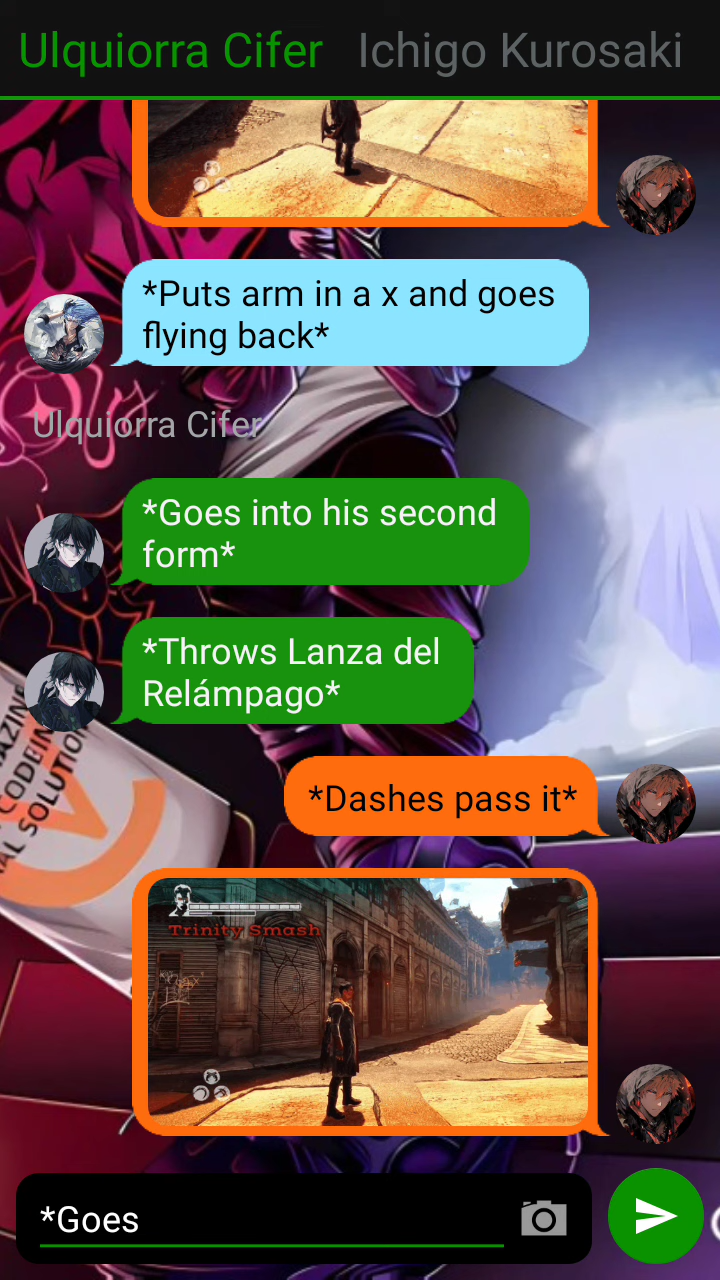 Ulquiorra Cifer Ichigo Kurosaki
*Puts arm in a x and goes
flying back*
Ulquiorra Cifer
*Goes into his second
form*
*Throws Lanza del
Relámpago*
*Dashes pass it*
Trinity Smash
*Goes